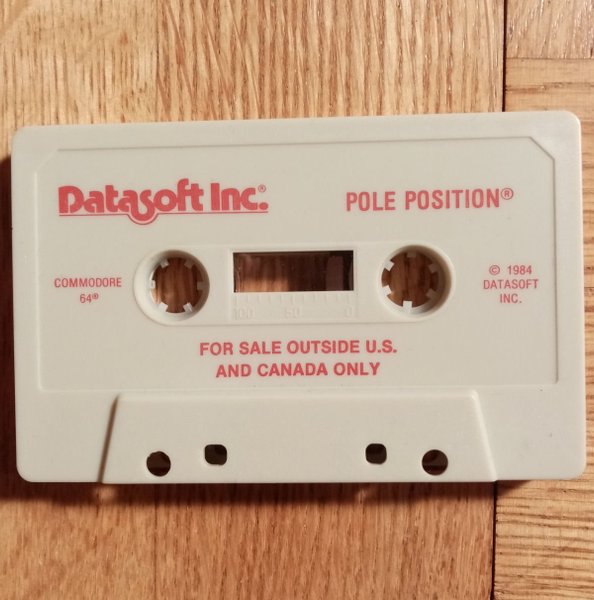 Datasoft Inc.®
POLE POSITION®
COMMODORE
64®
© 1984
DATASOFT
INC.
100 50 0
FOR SALE OUTSIDE U.S.
AND CANADA ONLY